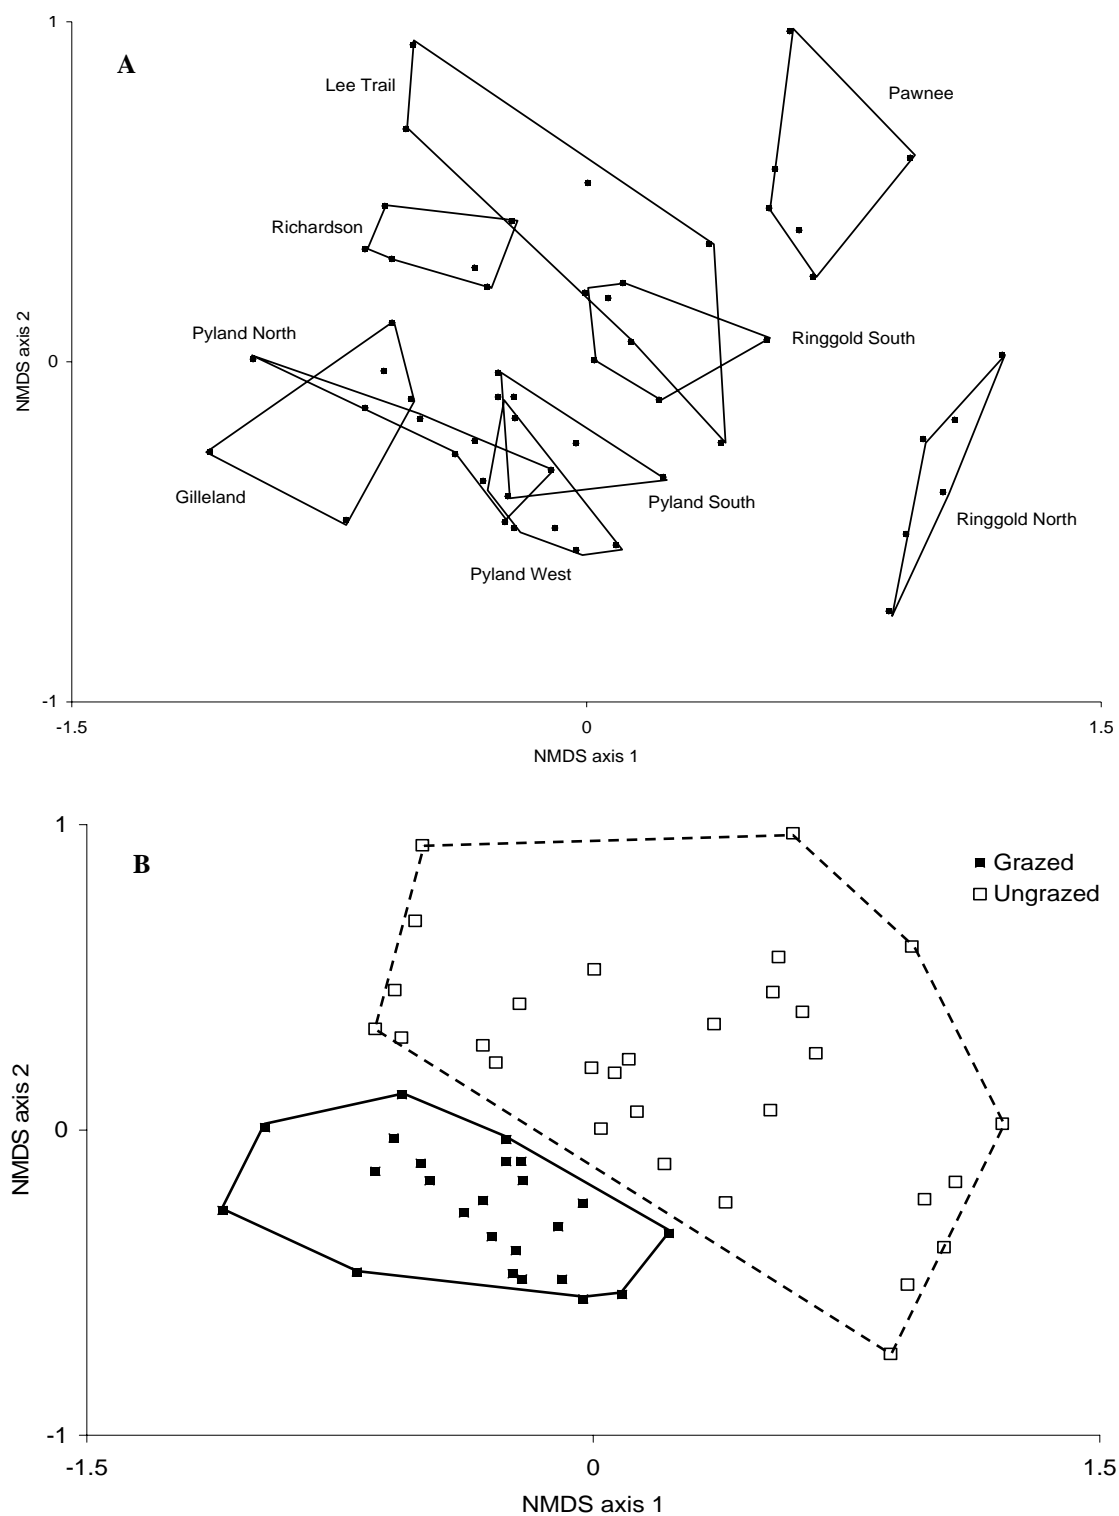 1
A
Lee Trail
Pawnee
Richardson
Pyland North
NMDS axis 2
0
Ringgold South
Gilleland
Pyland South
Ringgold North
Pyland West
-1
-1.5
0
1.5
NMDS axis 1
1
B
Grazed
Ungrazed
NMDS axis 2
0
-1
-1.5
0
1.5
NMDS axis 1